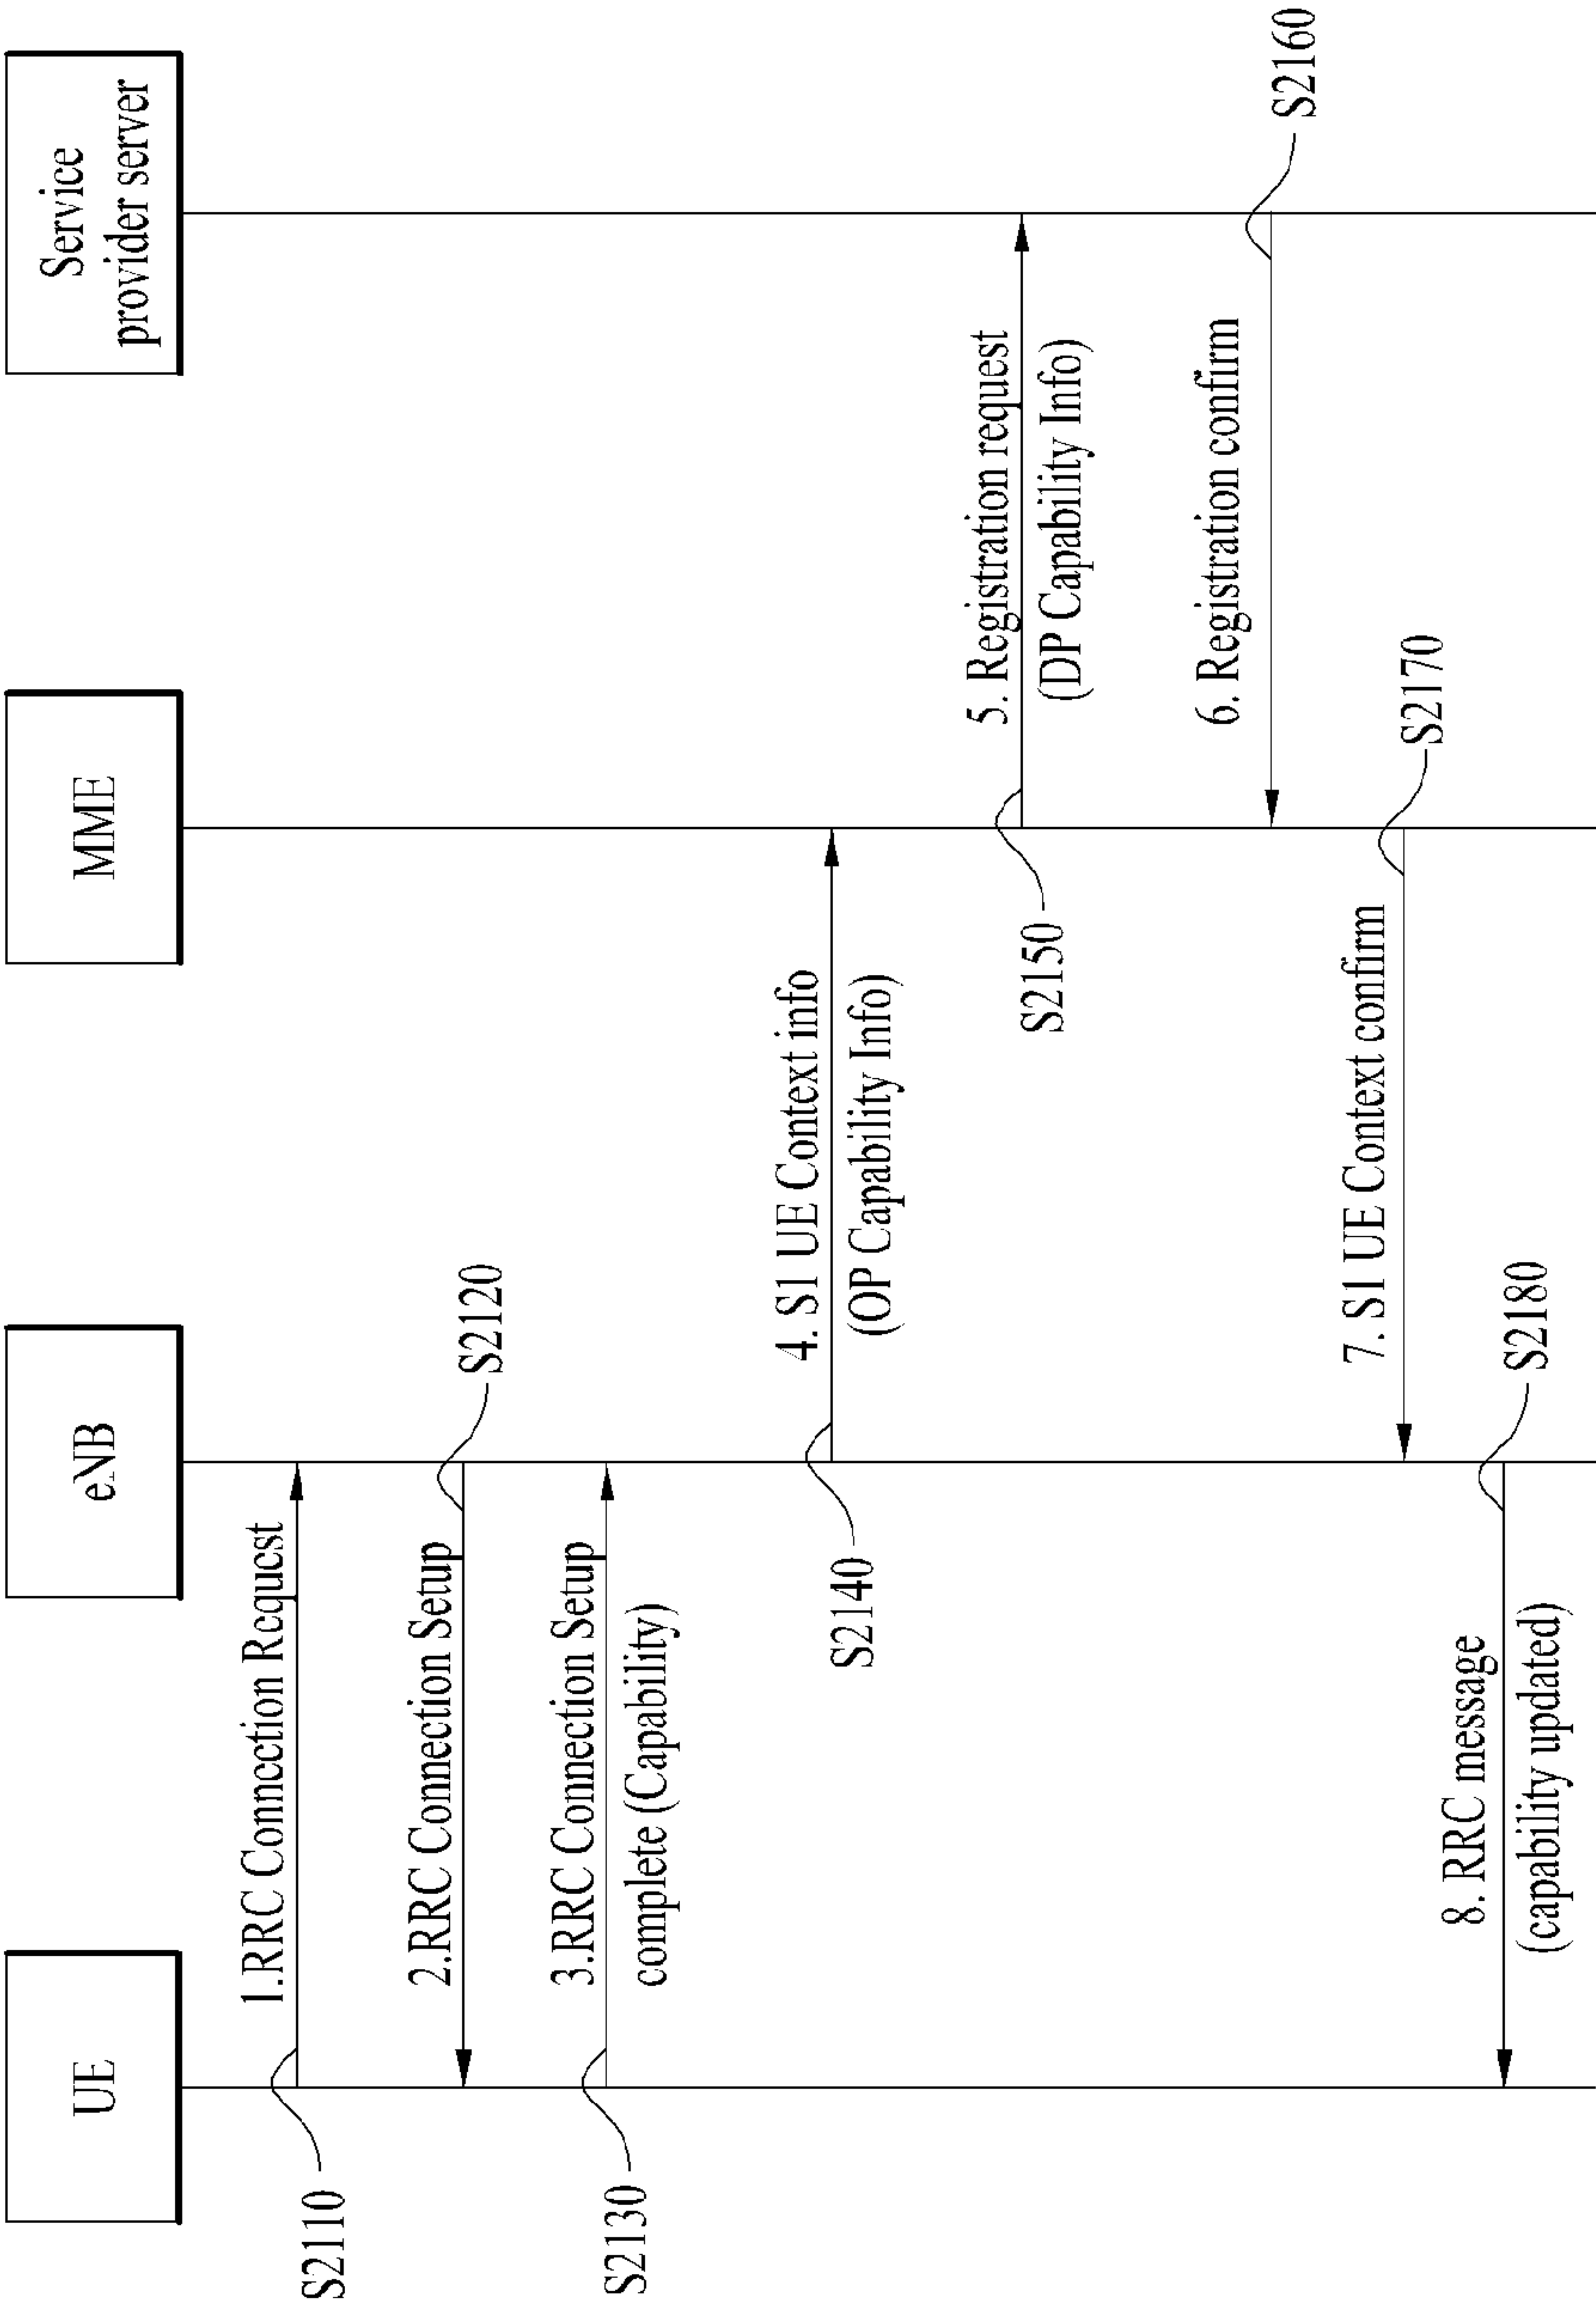 UE
eNB
MME
Service
provider server
1.RRC Connection Request
S2110
2.RRC Connection Setup
S2120
3.RRC Connection Setup
complete (Capability)
S2130
4. S1 UE Context info
(OP Capability Info)
S2140
5. Registration request
(DP Capability Info)
S2150
6. Registration confirm
S2160
7. S1 UE Context confirm
S2170
8. RRC message
(capability updated)
S2180